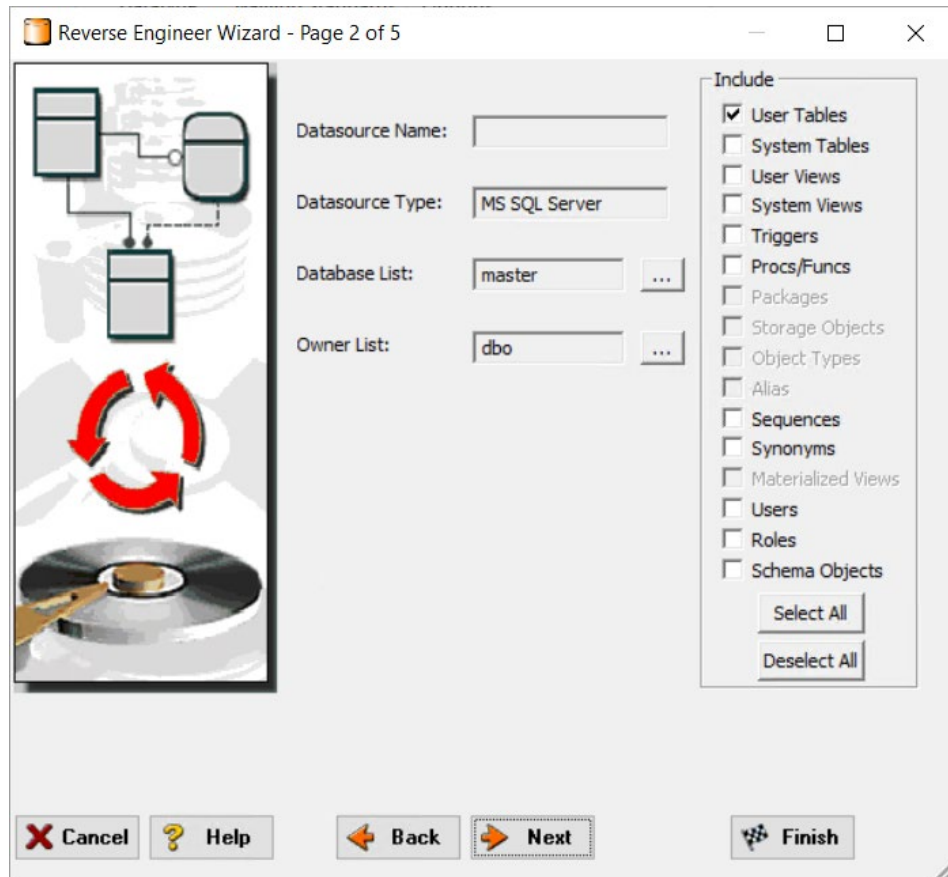 Reverse Engineer Wizard - Page 2 of 5
Datasource Name:
Datasource Type:
MS SQL Server
Database List:
master
...
Owner List:
dbo
...
Include
User Tables
System Tables
User Views
System Views
Triggers
Procs/Funcs
Packages
Storage Objects
Object Types
Alias
Sequences
Synonyms
Materialized Views
Users
Roles
Schema Objects
Select All
Deselect All
Cancel
Help
Back
Next
Finish